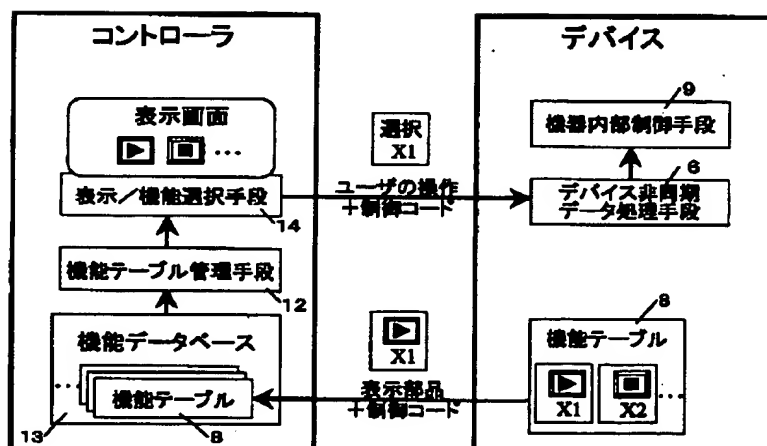 コントローラ
表示画面
…
表示／機能選択手段
14
機能テーブル管理手段
12
機能データベース
…
機能テーブル
13
8
選択
X1
ユーザの操作
＋制御コード
X1
表示部品
＋制御コード
デバイス
9
機器内部制御手段
6
デバイス非同期
データ処理手段
8
機能テーブル
X1
X2
…